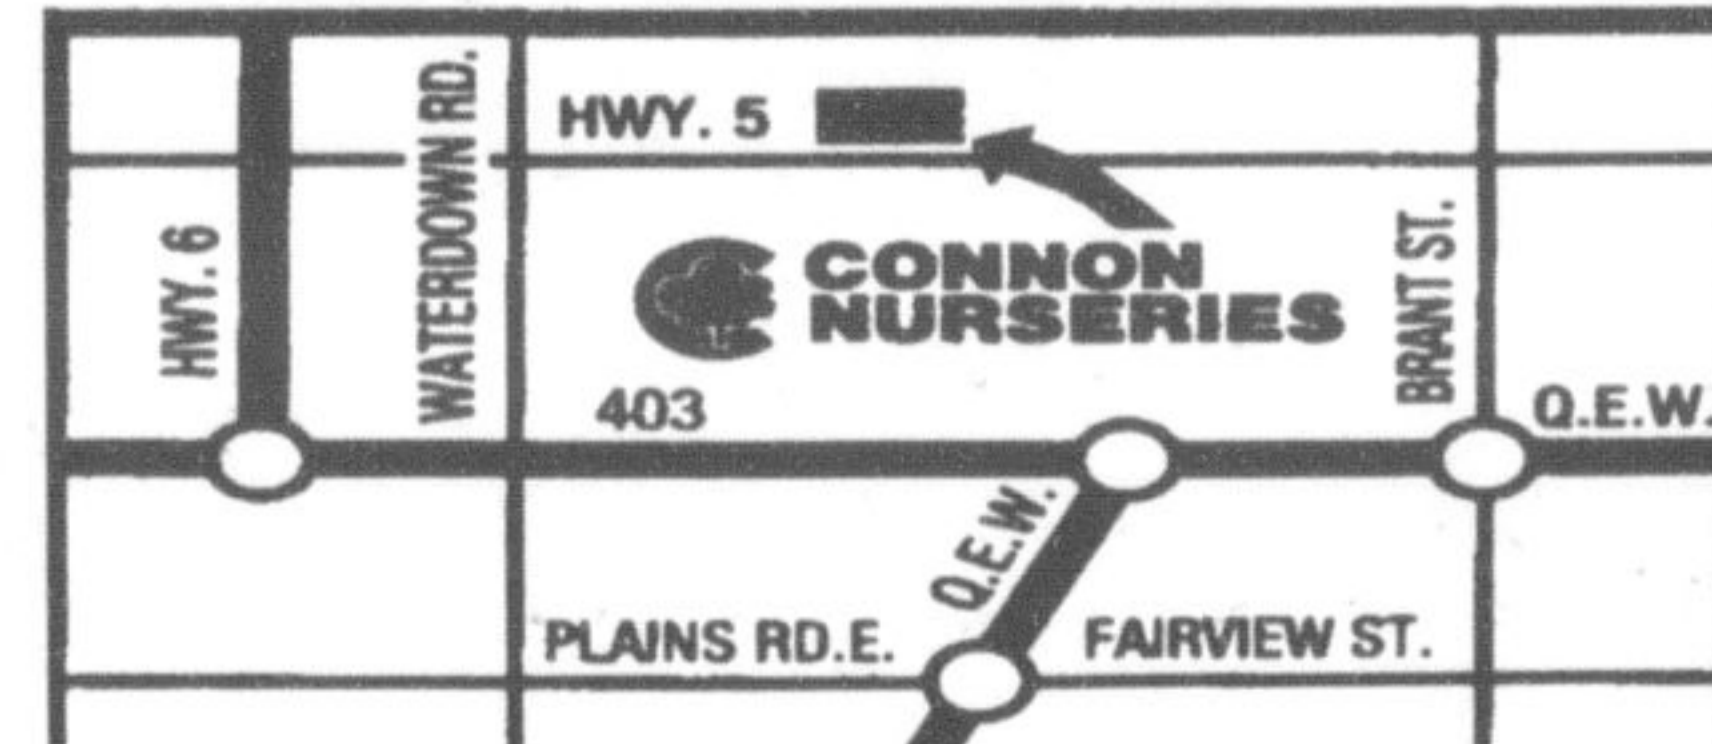 WATERDOWN RD.
HWY. 5
HWY. 6
CONNON
NURSERIES
BRANT ST.
403
Q.E.W.
Q.E.W.
PLAINS RD.E.
FAIRVIEW ST.